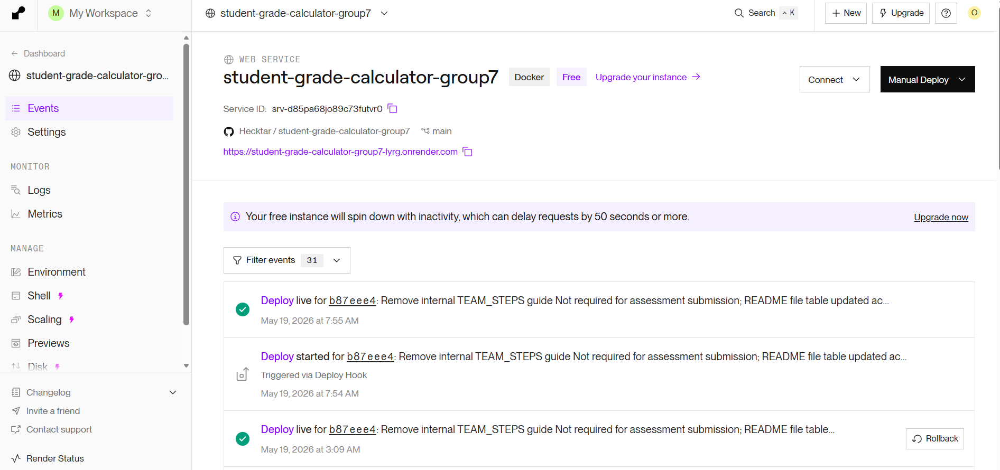 M My Workspace
student-grade-calculator-group7
Search ^ K
+ New
Upgrade
O
← Dashboard
student-grade-calculator-gro...
Events
Settings
MONITOR
Logs
Metrics
MANAGE
Environment
Shell
Scaling
Previews
Disk
Changelog
Invite a friend
Contact support
Render Status
WEB SERVICE
student-grade-calculator-group7 Docker Free Upgrade your instance →
Connect
Manual Deploy
Service ID: srv-d85pa68jo89c73futvr0
Hecktar / student-grade-calculator-group7 main
https://student-grade-calculator-group7-lyrg.onrender.com
Your free instance will spin down with inactivity, which can delay requests by 50 seconds or more. Upgrade now
Filter events 31
Deploy live for b87eee4: Remove internal TEAM_STEPS guide Not required for assessment submission; README file table updated ac...
May 19, 2026 at 7:55 AM
Deploy started for b87eee4: Remove internal TEAM_STEPS guide Not required for assessment submission; README file table updated ac...
Triggered via Deploy Hook
May 19, 2026 at 7:54 AM
Deploy live for b87eee4: Remove internal TEAM_STEPS guide Not required for assessment submission; README file table...
May 19, 2026 at 3:09 AM
Rollback